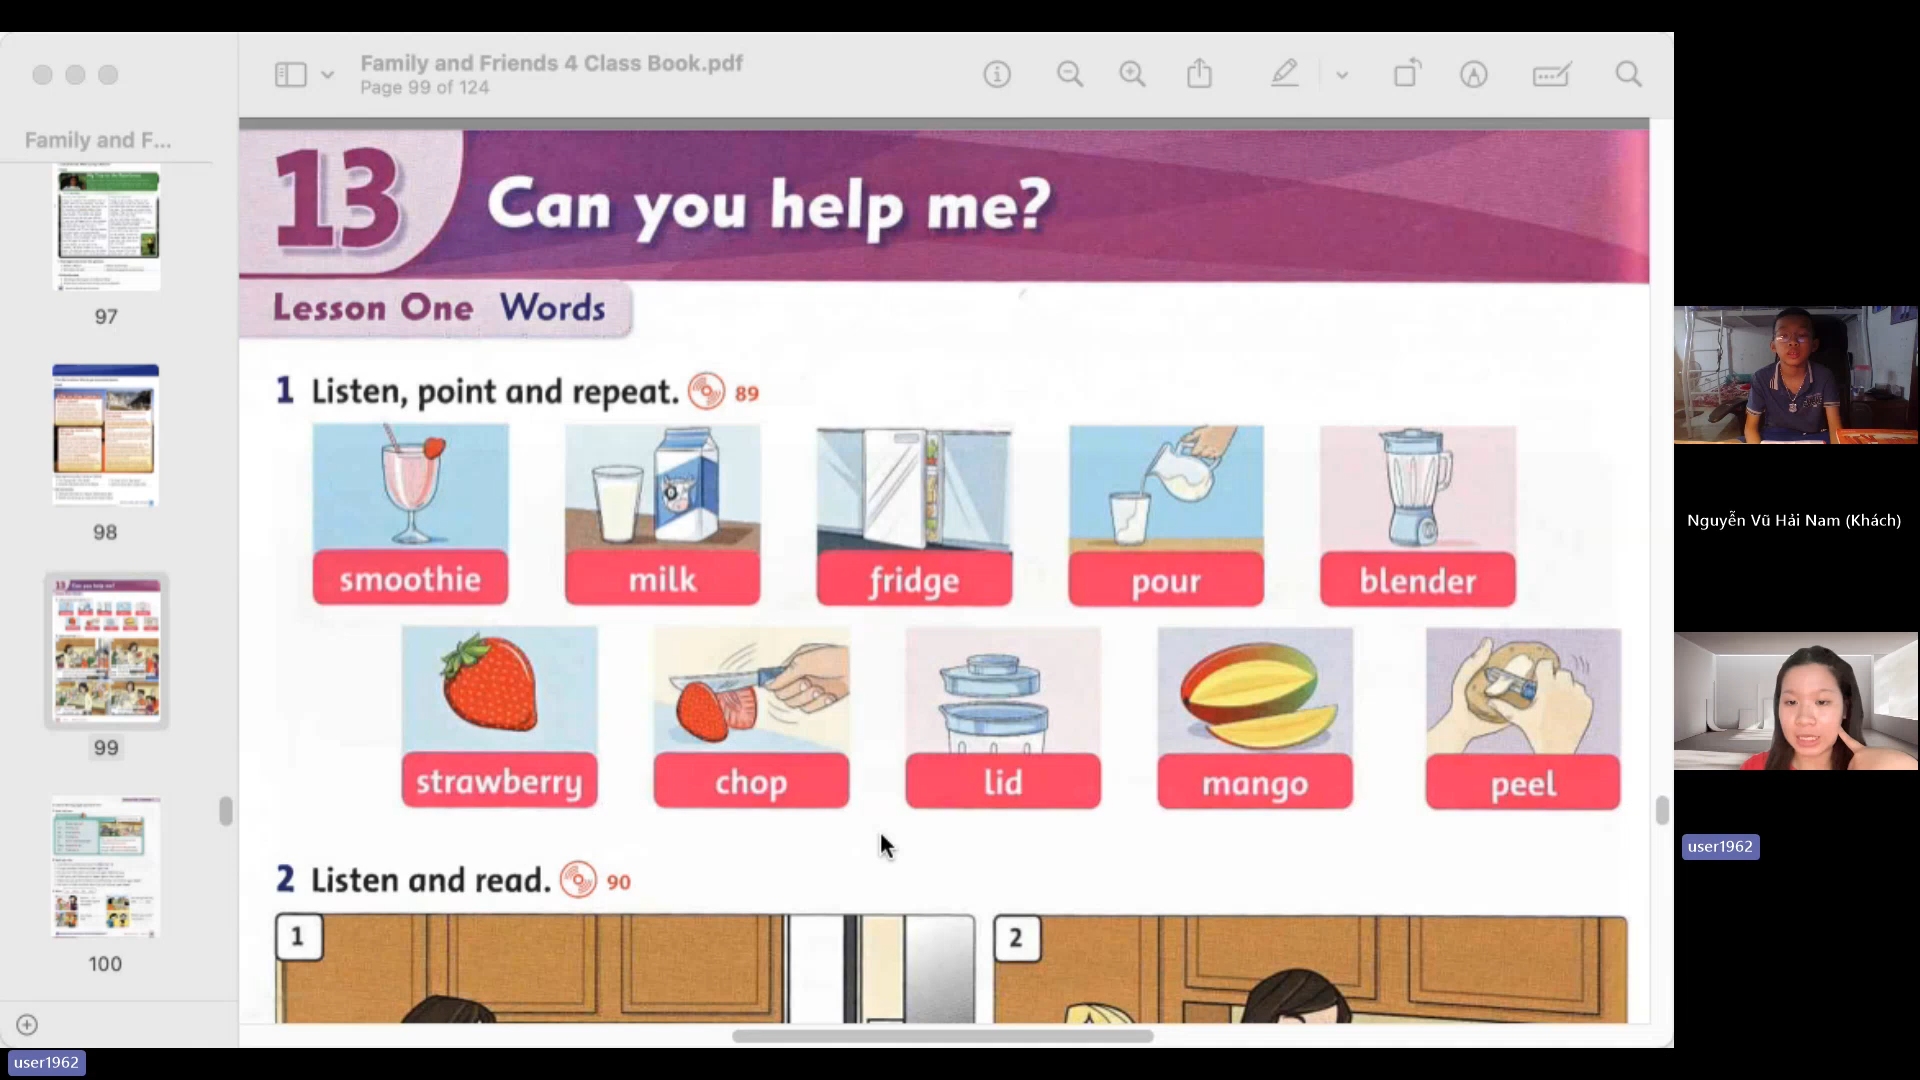 Family and Friends 4 Class Book.pdf
Page 99 of 124
Family and F...
97
98
99
100
13
Can you help me?
Lesson One Words
1 Listen, point and repeat. 89
smoothie
milk
fridge
pour
blender
strawberry
chop
lid
mango
peel
2 Listen and read. 90
1
2
Nguyễn Vũ Hải Nam (Khách)
user1962
user1962